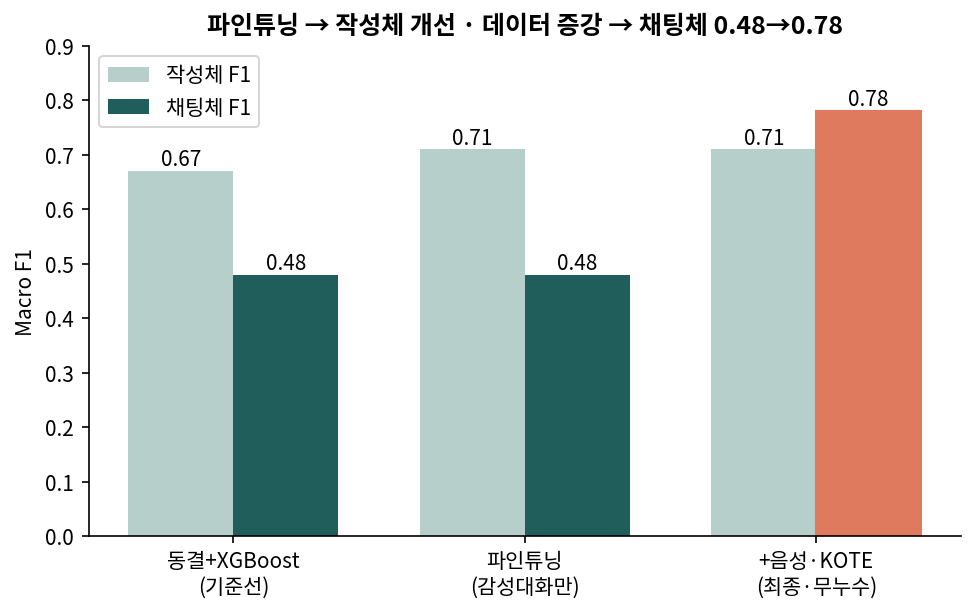 파인튜닝 → 작성체 개선 · 데이터 증강 → 채팅체 0.48→0.78
작성체 F1
채팅체 F1
Macro F1
0.9
0.8
0.7
0.6
0.5
0.4
0.3
0.2
0.1
0.0
0.67
0.48
0.71
0.48
0.71
0.78
동결+XGBoost
(기준선)
파인튜닝
(감성대화만)
+음성·KOTE
(최종·무누수)